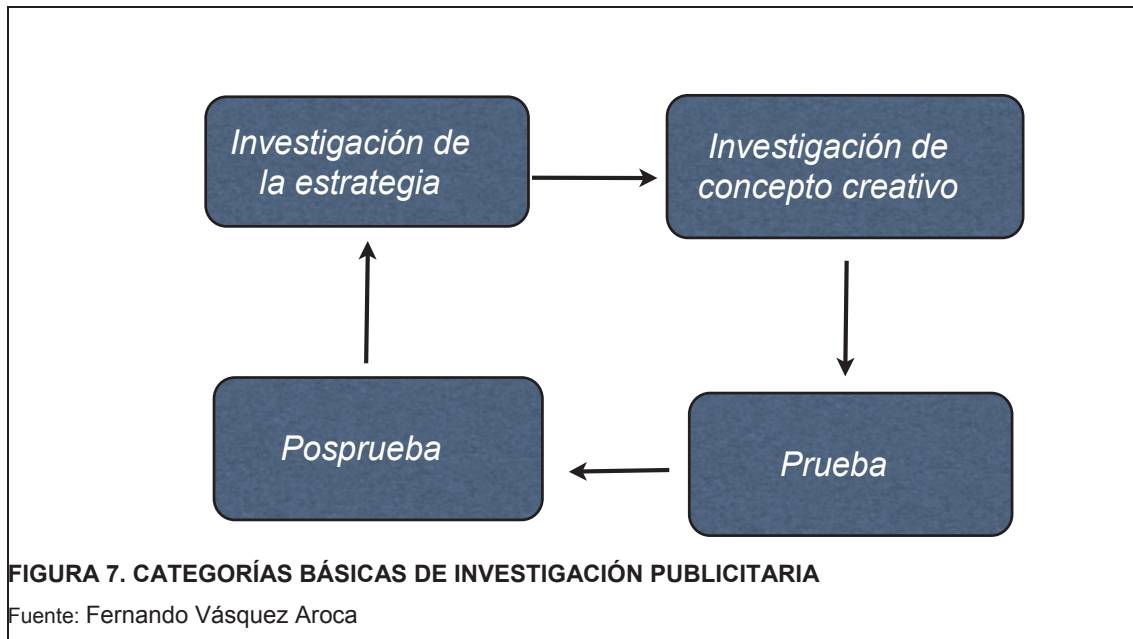 Investigación de
la estrategia
Investigación de
concepto creativo
Posprueba
Prueba
FIGURA 7. CATEGORÍAS BÁSICAS DE INVESTIGACIÓN PUBLICITARIA
Fuente: Fernando Vásquez Aroca